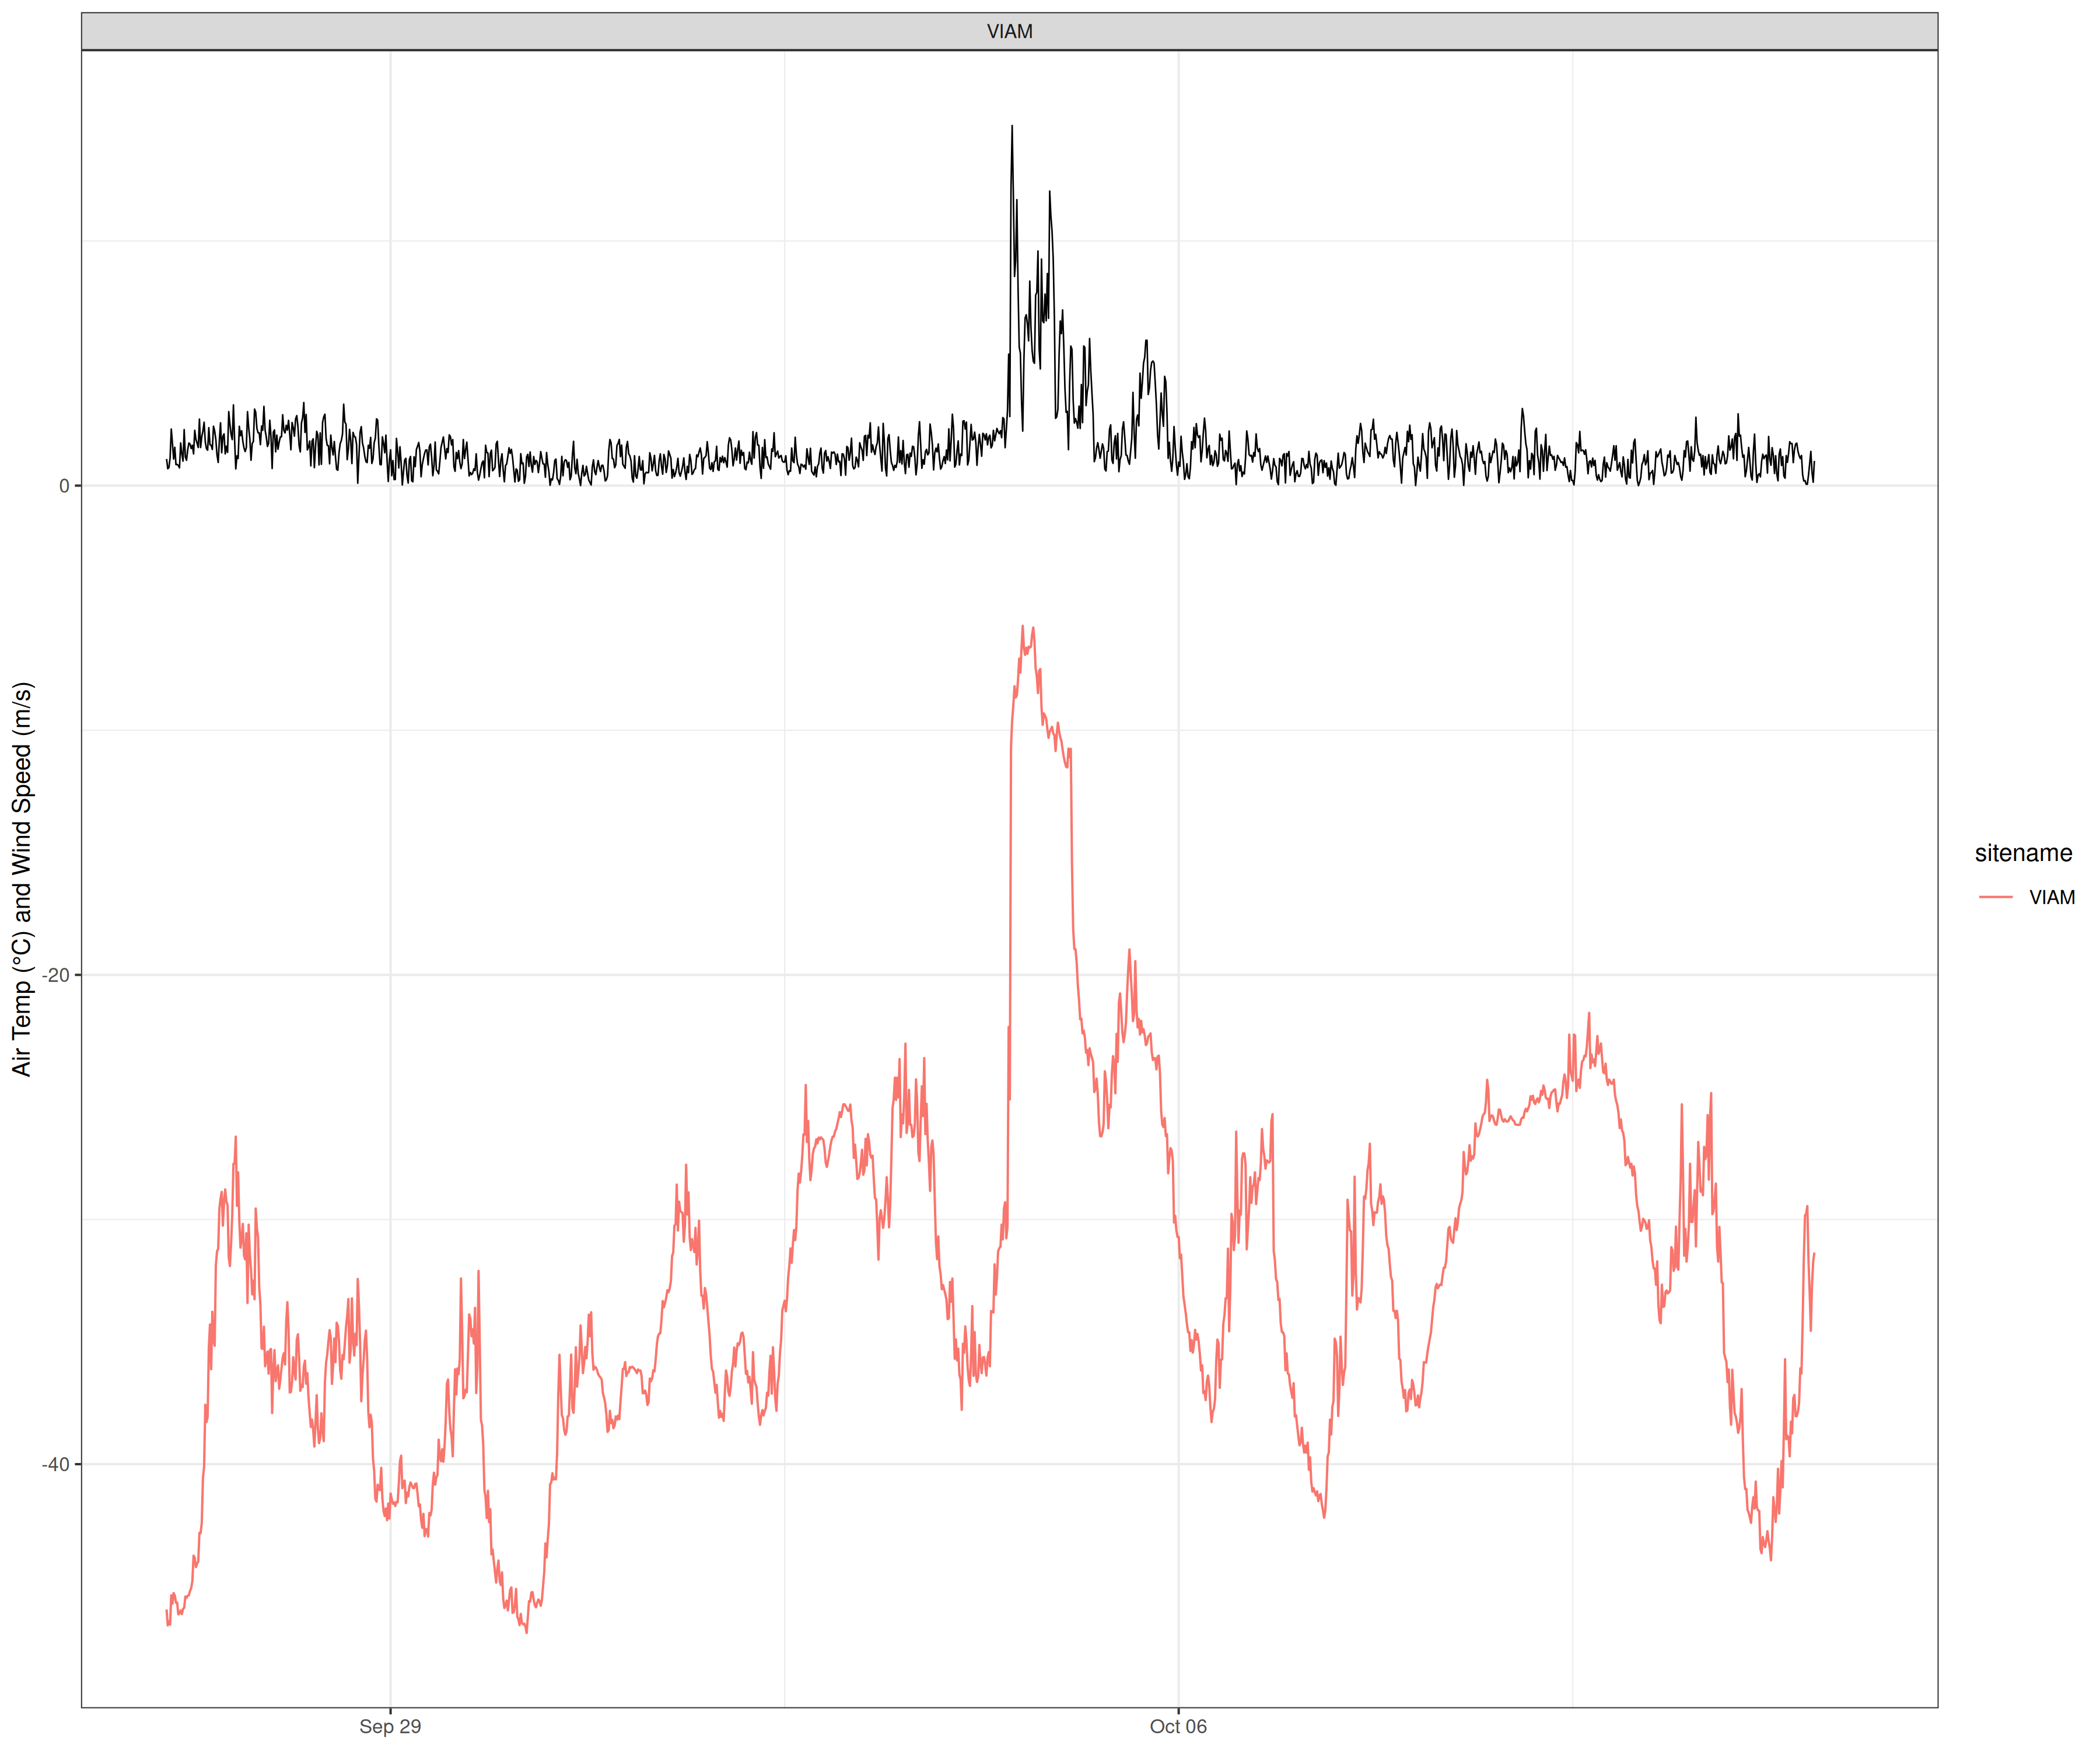 VIAM
Air Temp (°C) and Wind Speed (m/s)
0
-20
-40
Sep 29
Oct 06
sitename
VIAM